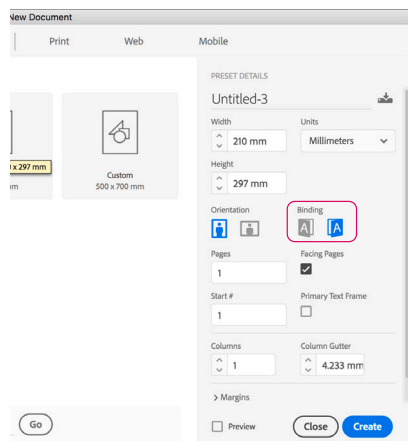 New Document
Print Web Mobile
PRESET DETAILS
Untitled-3
Width Units
210 mm Millimeters
Height
297 mm
x 297 mm
Custom
500 x 700 mm
Orientation Binding
A A
Pages Facing Pages
1
Start # Primary Text Frame
1
Columns Column Gutter
1 4.233 mm
> Margins
Go
Preview Close Create